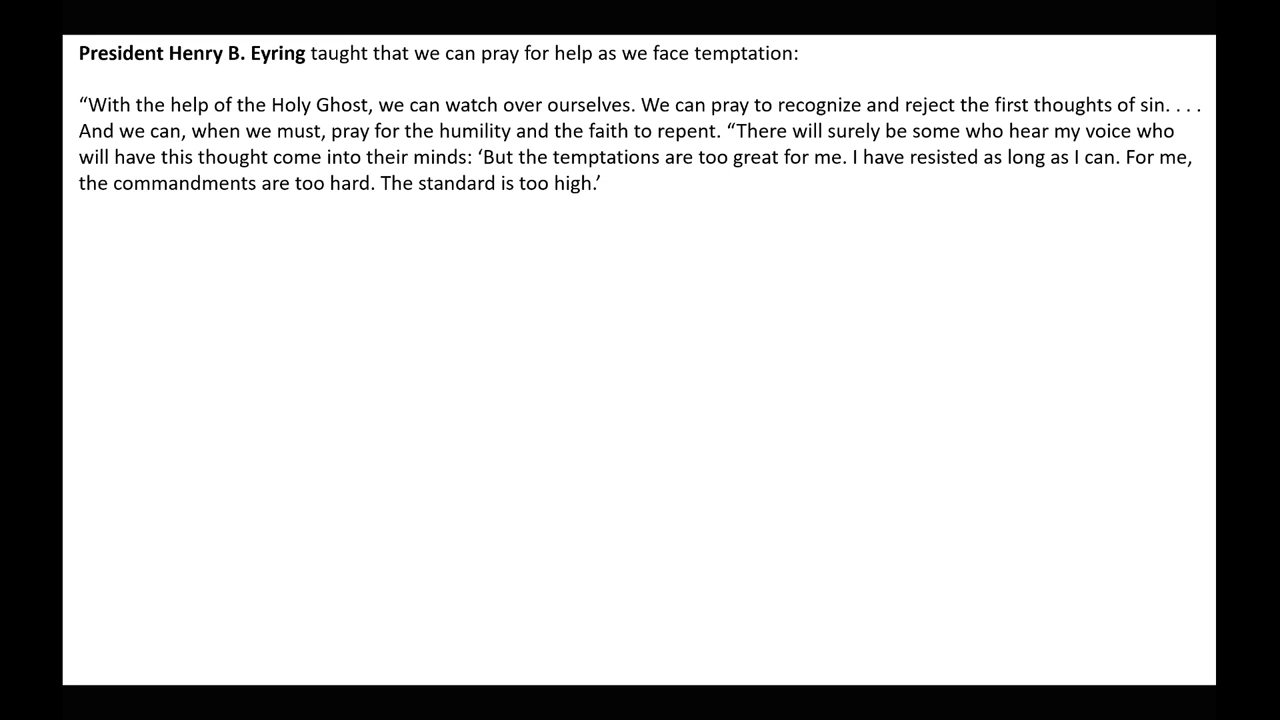 President Henry B. Eyring taught that we can pray for help as we face temptation:
“With the help of the Holy Ghost, we can watch over ourselves. We can pray to recognize and reject the first thoughts of sin. . . .
And we can, when we must, pray for the humility and the faith to repent. “There will surely be some who hear my voice who
will have this thought come into their minds: ‘But the temptations are too great for me. I have resisted as long as I can. For me,
the commandments are too hard. The standard is too high.’